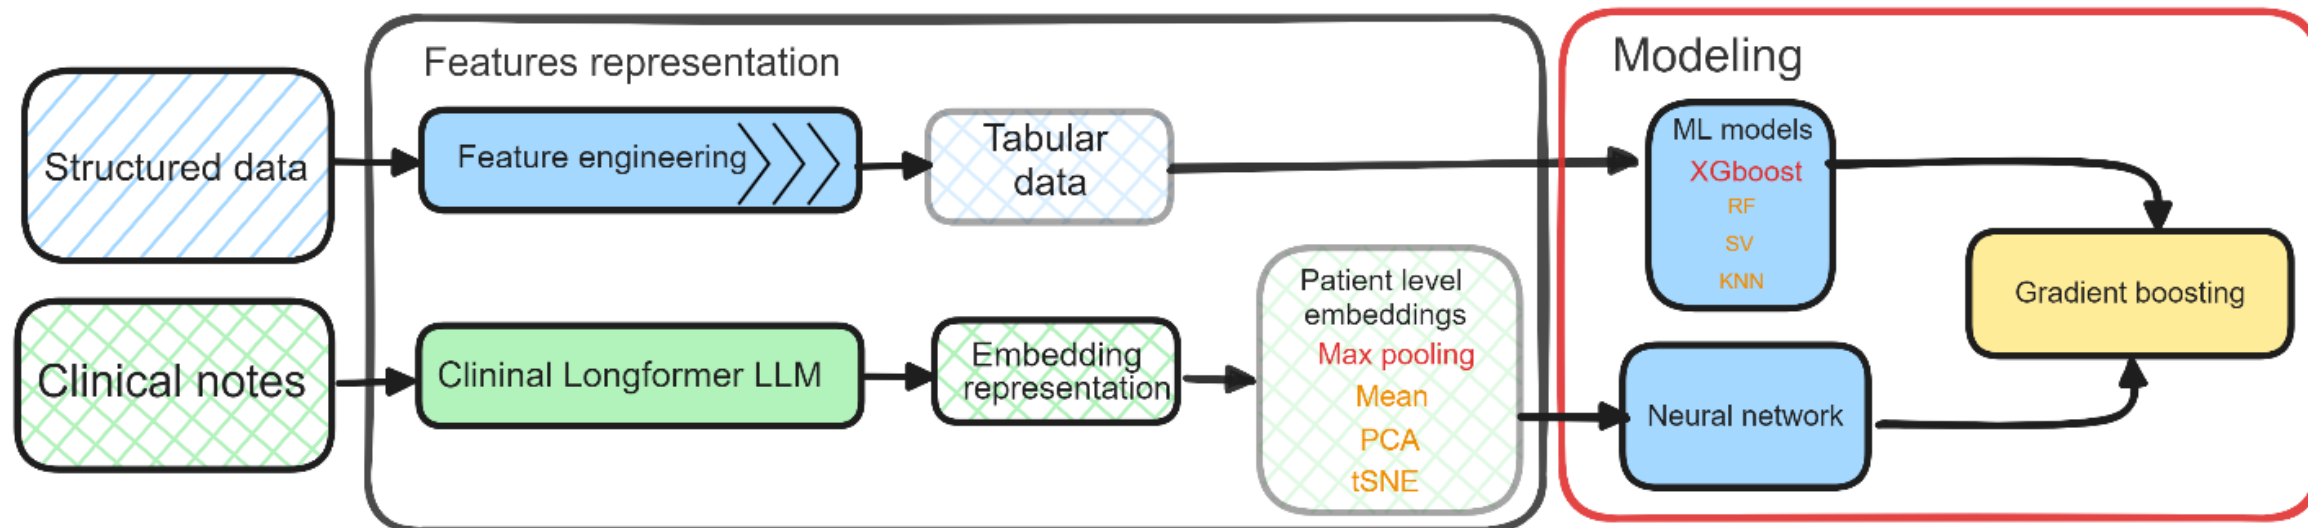 Structured data
Clinical notes
Features representation
Feature engineering
Tabular
data
Clininal Longformer LLM
Embedding
representation
Patient level
embeddings
Max pooling
Mean
PCA
tSNE
Modeling
ML models
XGboost
RF
SV
KNN
Neural network
Gradient boosting